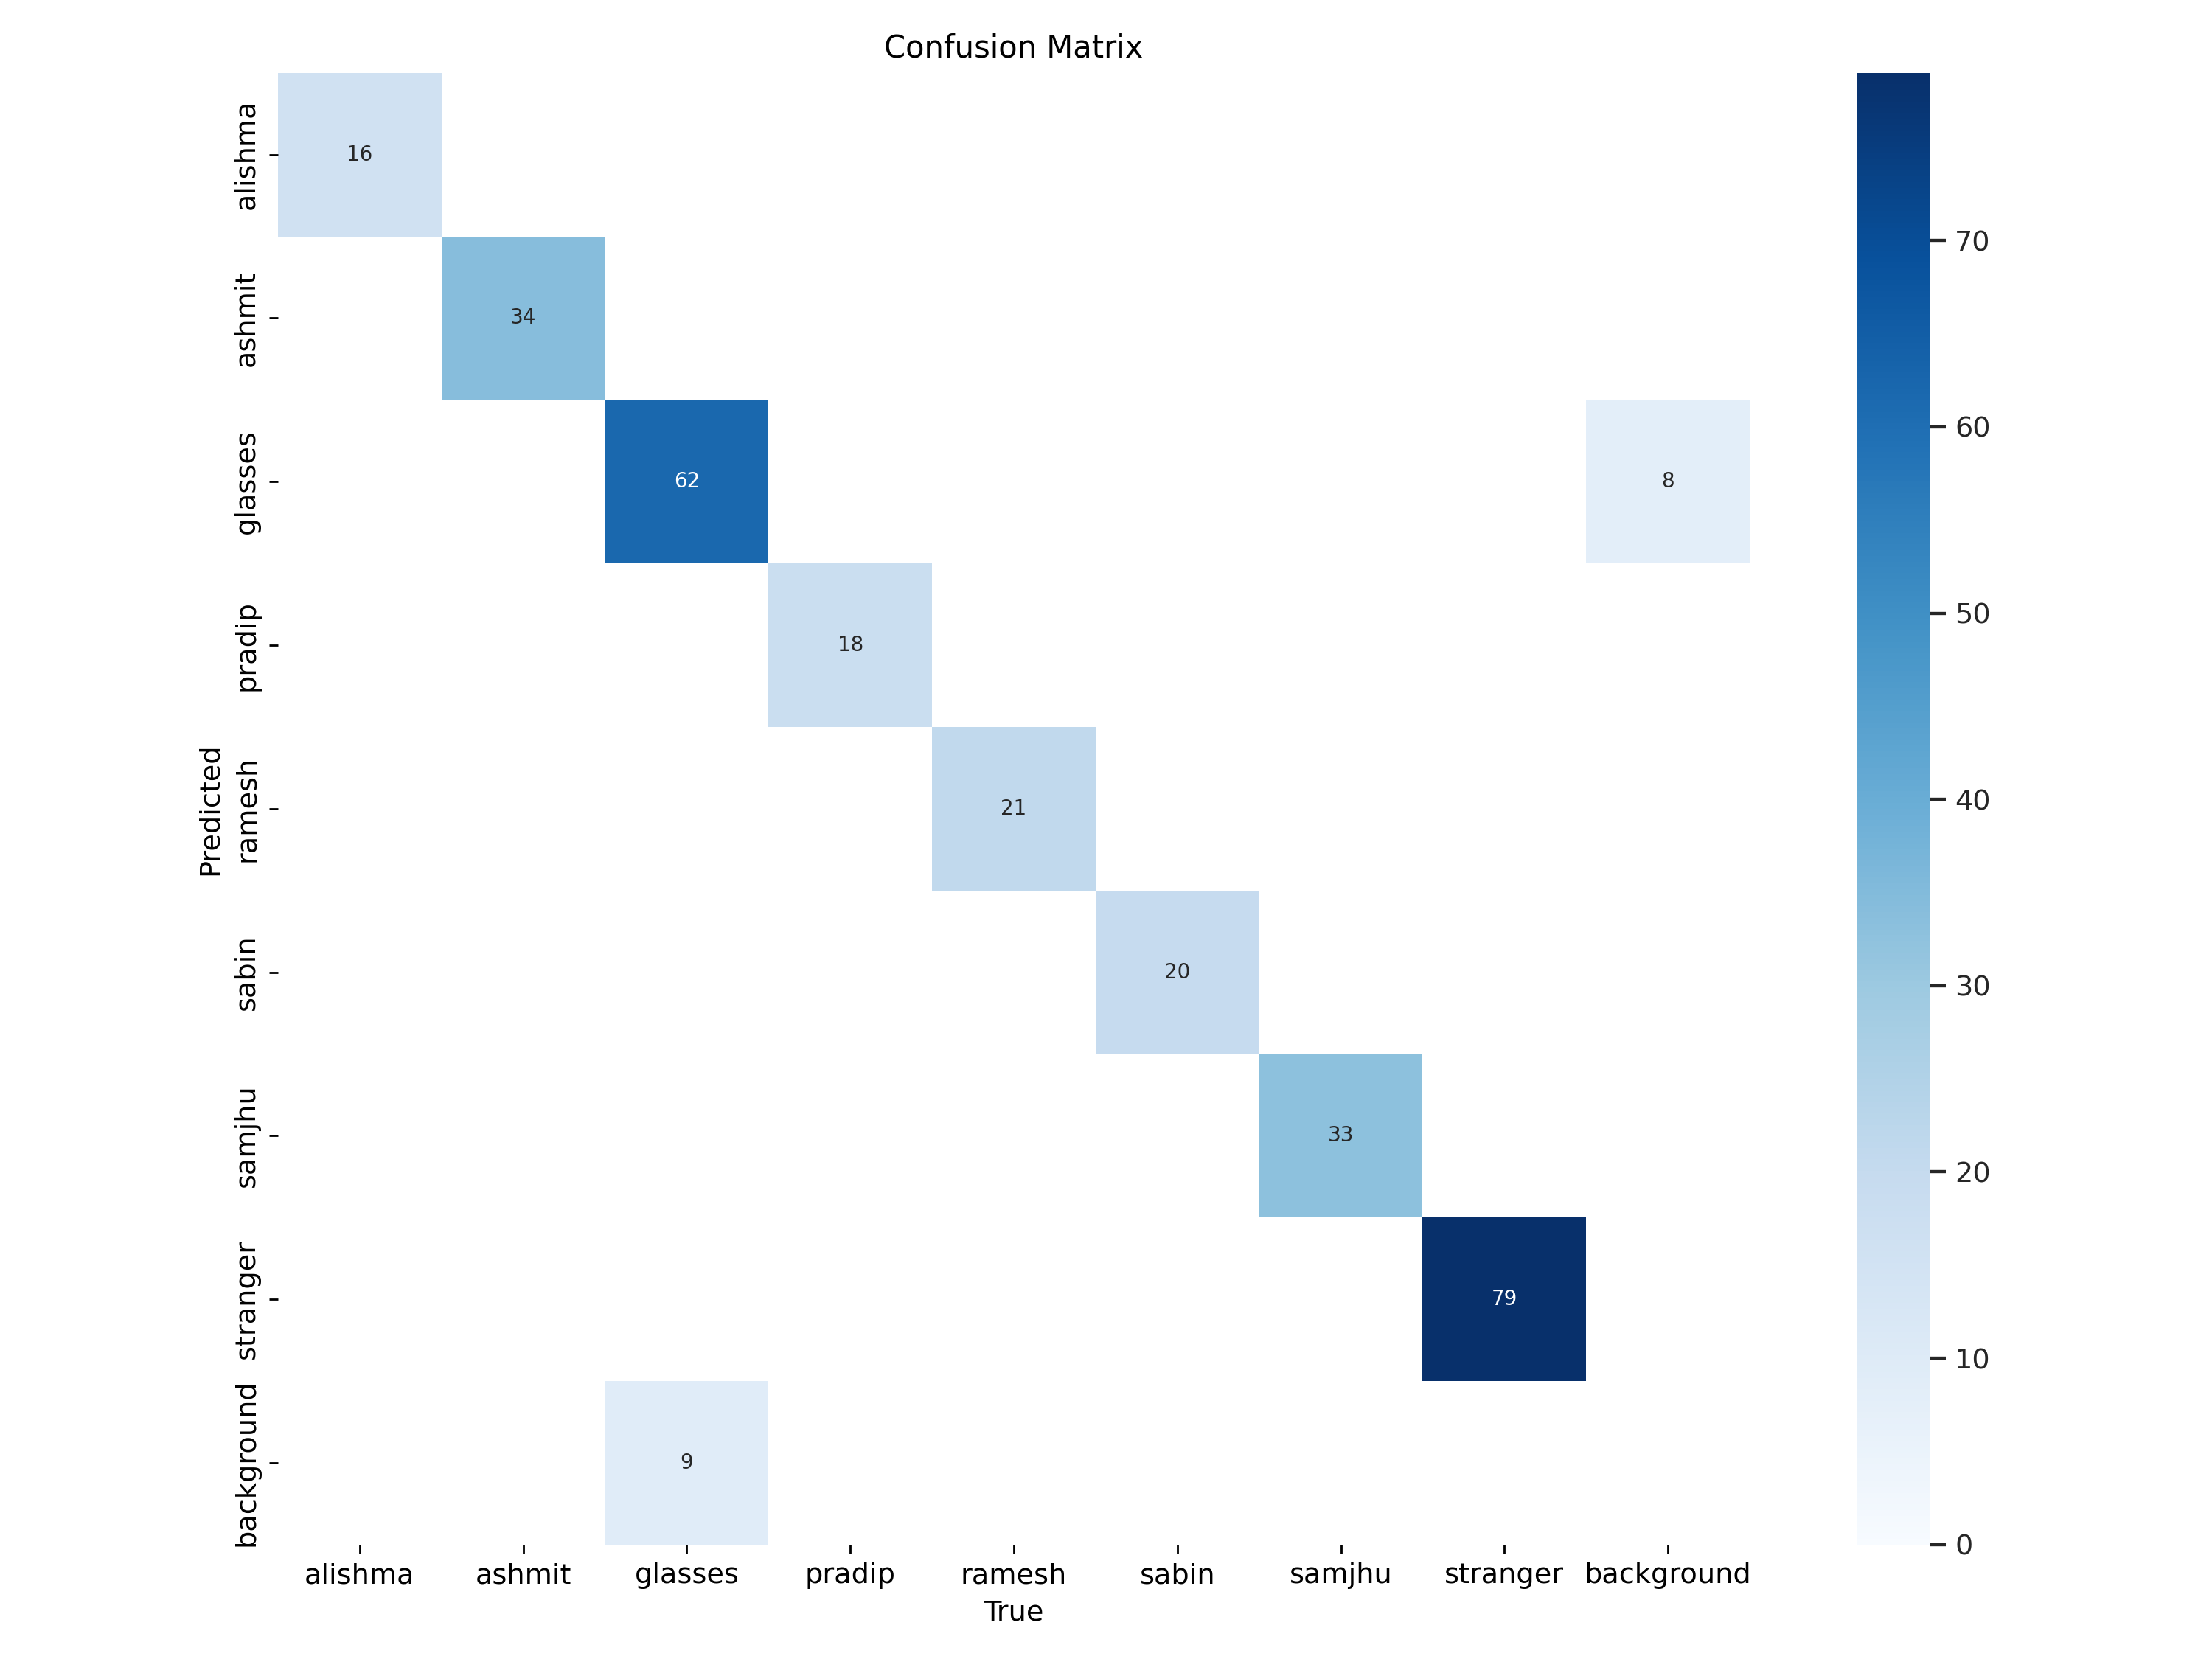 Confusion Matrix
alishma
16
ashmit
34
glasses
62
8
pradip
18
ramesh
21
sabin
20
samjhu
33
stranger
79
background
9
Predicted
alishma ashmit glasses pradip ramesh sabin samjhu stranger background
True
70
60
50
40
30
20
10
0